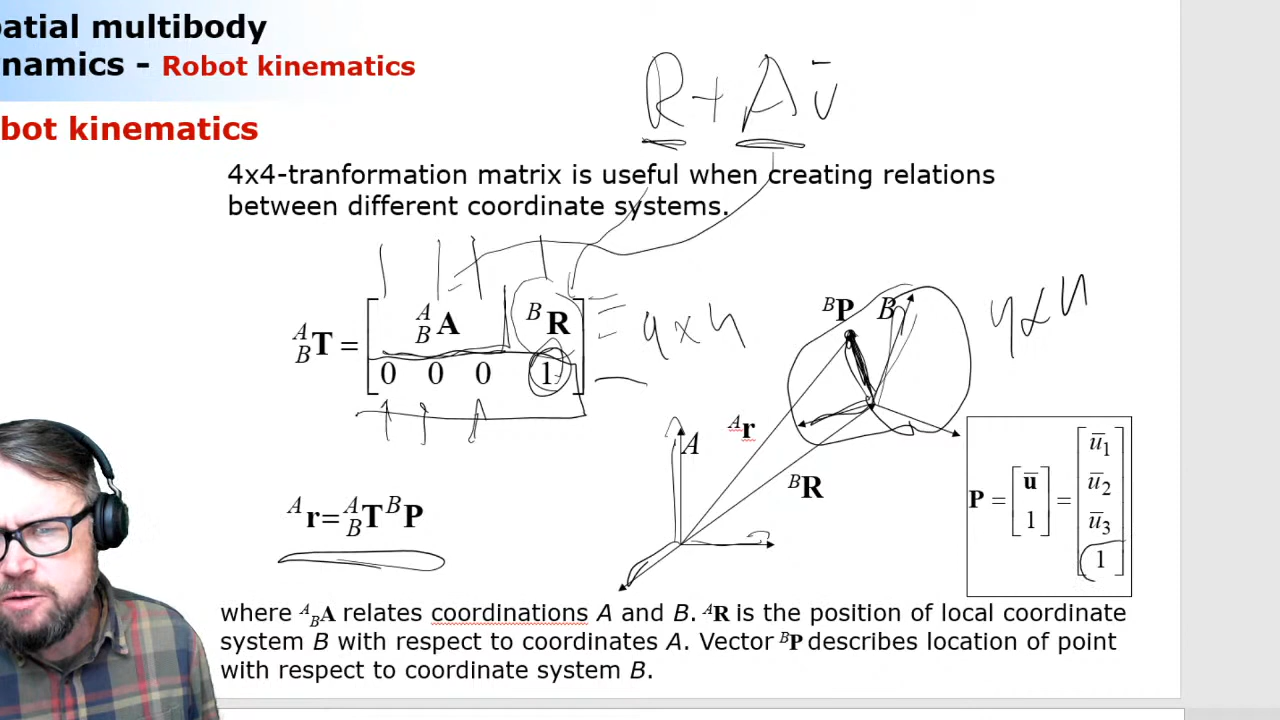 patial multibody
namics - Robot kinematics
bot kinematics
R + A ū
4x4-tranformation matrix is useful when creating relations
between different coordinate systems.
ᴬ_BT = [ ᴬ_BA ᴮR
0 0 0 1 ]
4x4
ᴮP
B
4x4
ᴬr
A
ᴮR
P = [ū 1] = [ū₁ ū₂ ū₃ 1]
ᴬr=ᴬ_BTᴮP
where ᴬ_BA relates coordinations A and B. ᴬR is the position of local coordinate
system B with respect to coordinates A. Vector ᴮP describes location of point
with respect to coordinate system B.